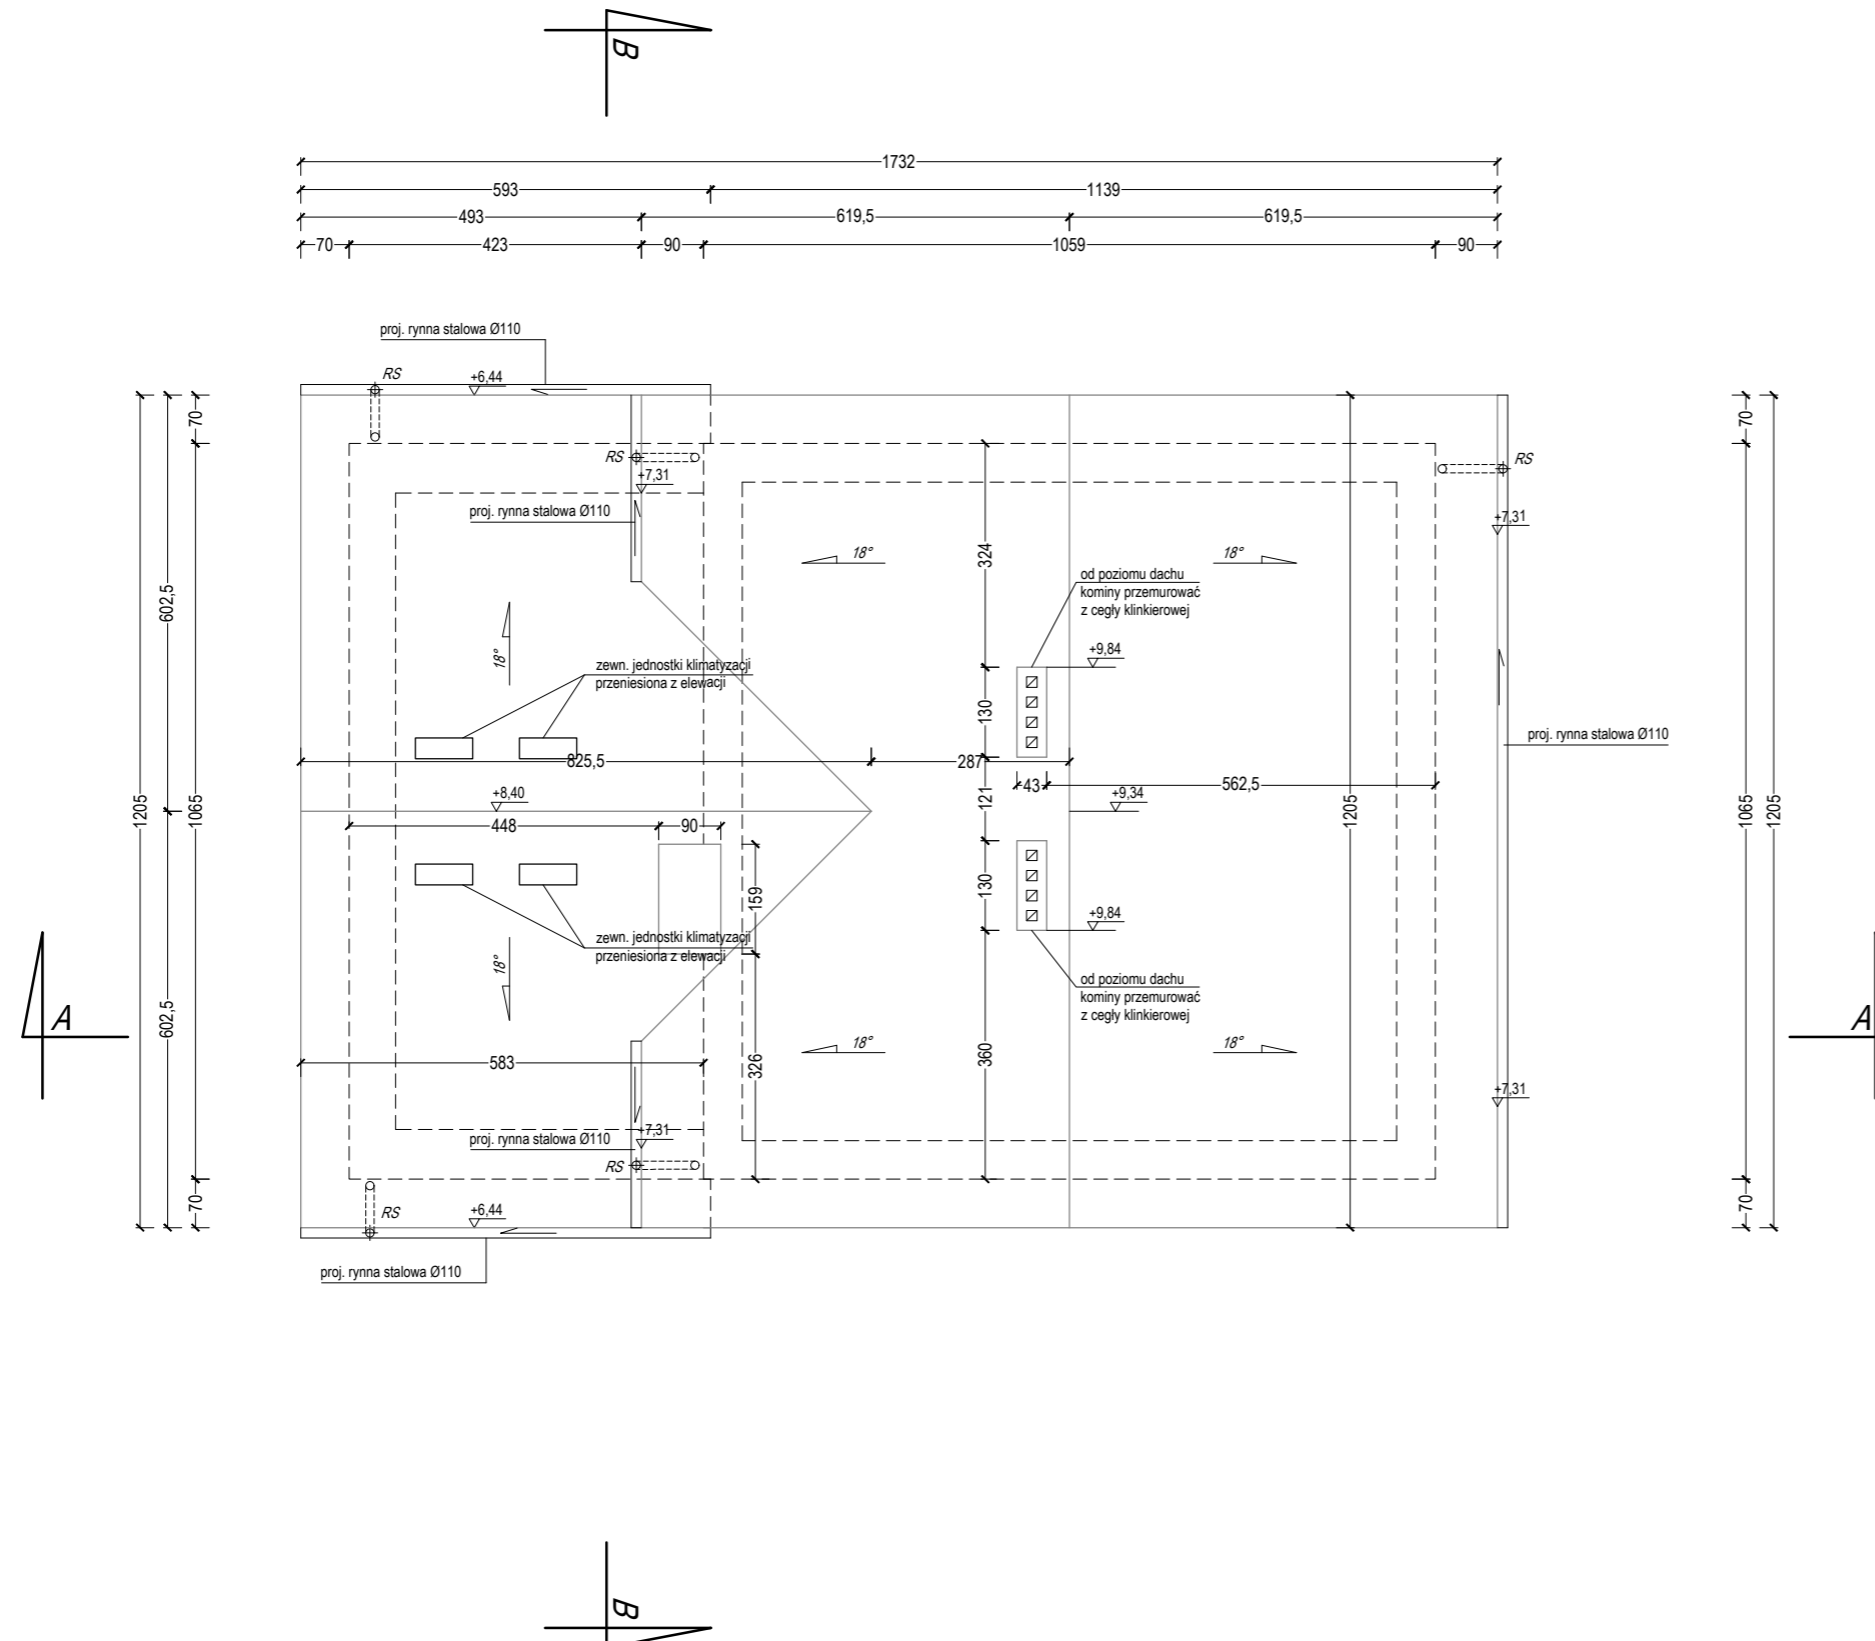 B
1732
593 1139
493 619,5 619,5
70 423 90 1059 90
proj. rynna stalowa Ø110
RS
+6,44
RS
+7,31
proj. rynna stalowa Ø110
RS
+7,31
18°
18°
od poziomu dachu
kominy przemurować
z cegły klinkierowej
18°
zewn. jednostki klimatyzacji
przeniesiona z elewacji
+9,84
proj. rynna stalowa Ø110
825,5 287
43 562,5
+8,40
+9,34
448 90
zewn. jednostki klimatyzacji
przeniesiona z elewacji
18°
+9,84
od poziomu dachu
kominy przemurować
z cegły klinkierowej
18°
18°
583
+7,31
+7,31
proj. rynna stalowa Ø110
RS
RS
+6,44
proj. rynna stalowa Ø110
1205
602,5
602,5
70
1065
70
324
130
121
130
360
159
326
1205
70
1065
70
1205
A
A
B